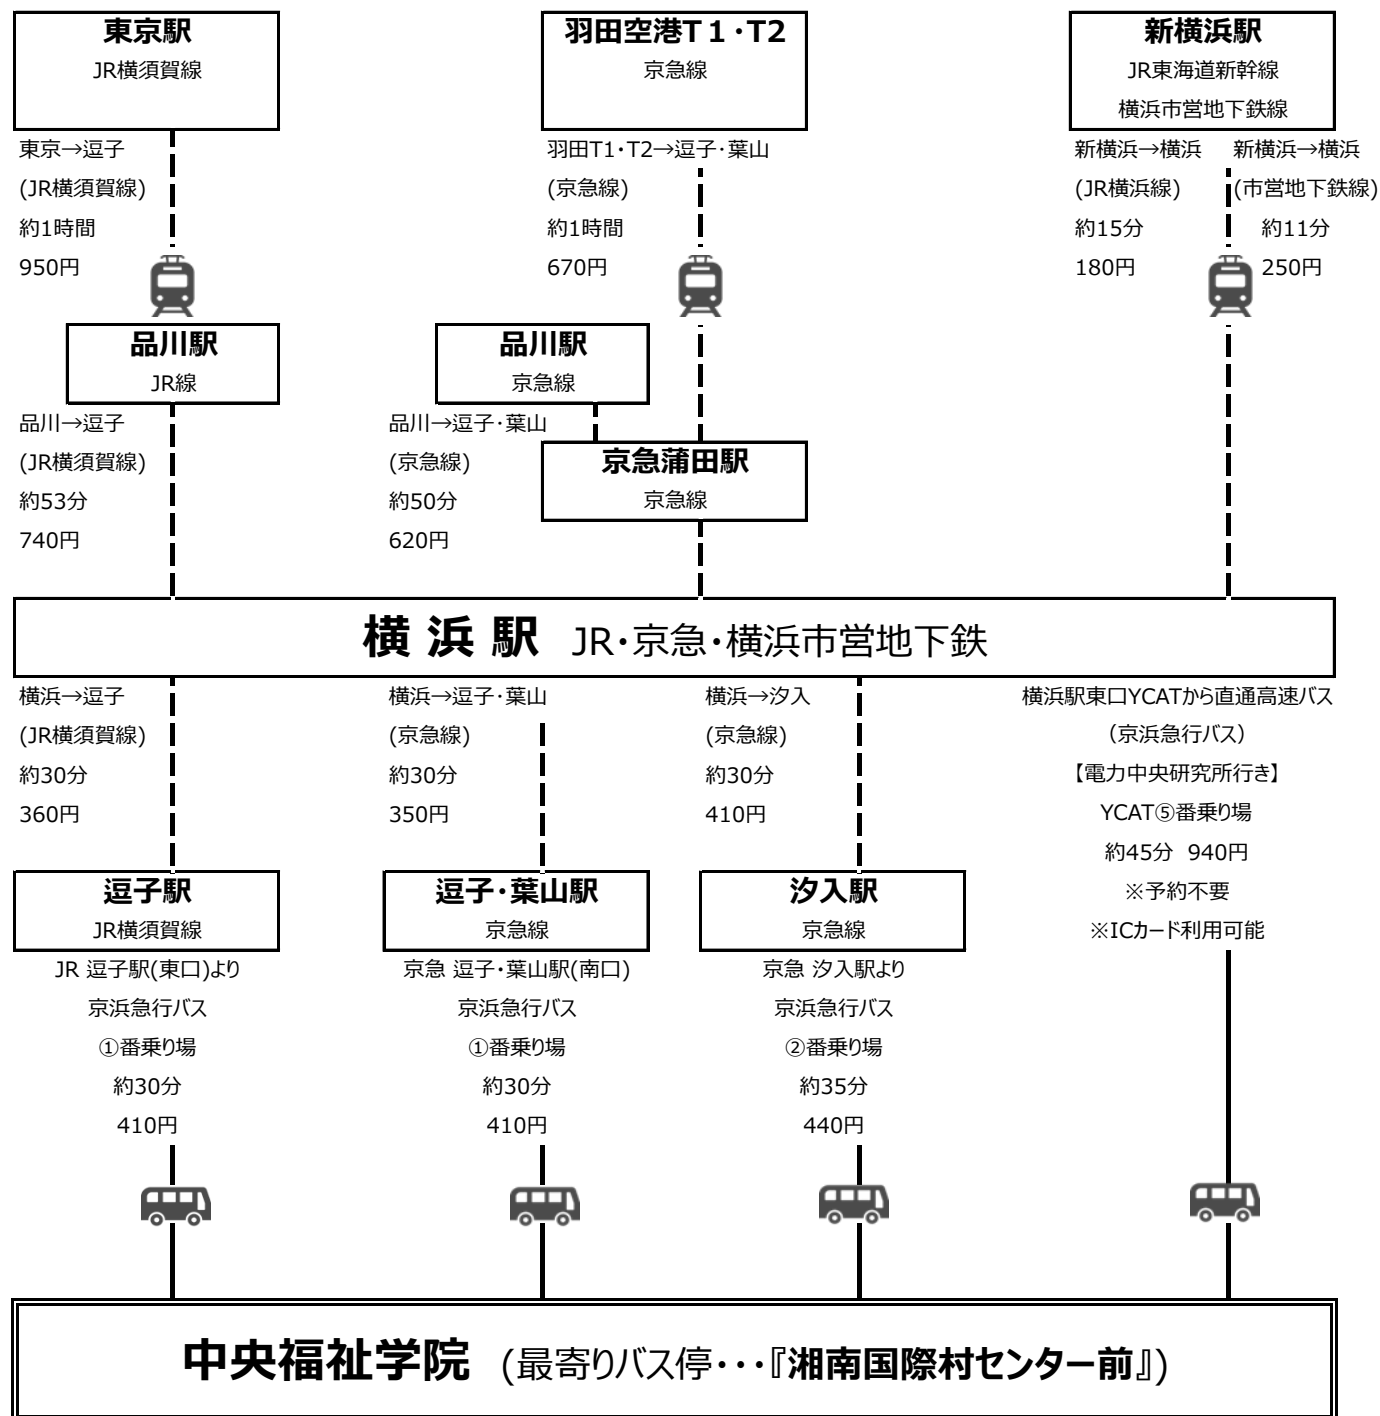 東京駅
JR横須賀線
羽田空港T１・T2
京急線
新横浜駅
JR東海道新幹線
横浜市営地下鉄線
東京→逗子
(JR横須賀線)
約1時間
950円
羽田T1・T2→逗子・葉山
(京急線)
約1時間
670円
新横浜→横浜
(JR横浜線)
約15分
180円
新横浜→横浜
(市営地下鉄線)
約11分
250円
品川駅
JR線
品川駅
京急線
品川→逗子
(JR横須賀線)
約53分
740円
品川→逗子・葉山
(京急線)
約50分
620円
京急蒲田駅
京急線
横 浜 駅 JR・京急・横浜市営地下鉄
横浜→逗子
(JR横須賀線)
約30分
360円
横浜→逗子・葉山
(京急線)
約30分
350円
横浜→汐入
(京急線)
約30分
410円
横浜駅東口YCATから直通高速バス
（京浜急行バス）
【電力中央研究所行き】
YCAT⑤番乗り場
約45分 940円
※予約不要
※ICカード利用可能
逗子駅
JR横須賀線
JR 逗子駅(東口)より
京浜急行バス
①番乗り場
約30分
410円
逗子・葉山駅
京急線
京急 逗子・葉山駅(南口)
京浜急行バス
①番乗り場
約30分
410円
汐入駅
京急線
京急 汐入駅より
京浜急行バス
②番乗り場
約35分
440円
中央福祉学院 (最寄りバス停・・・『湘南国際村センター前』)